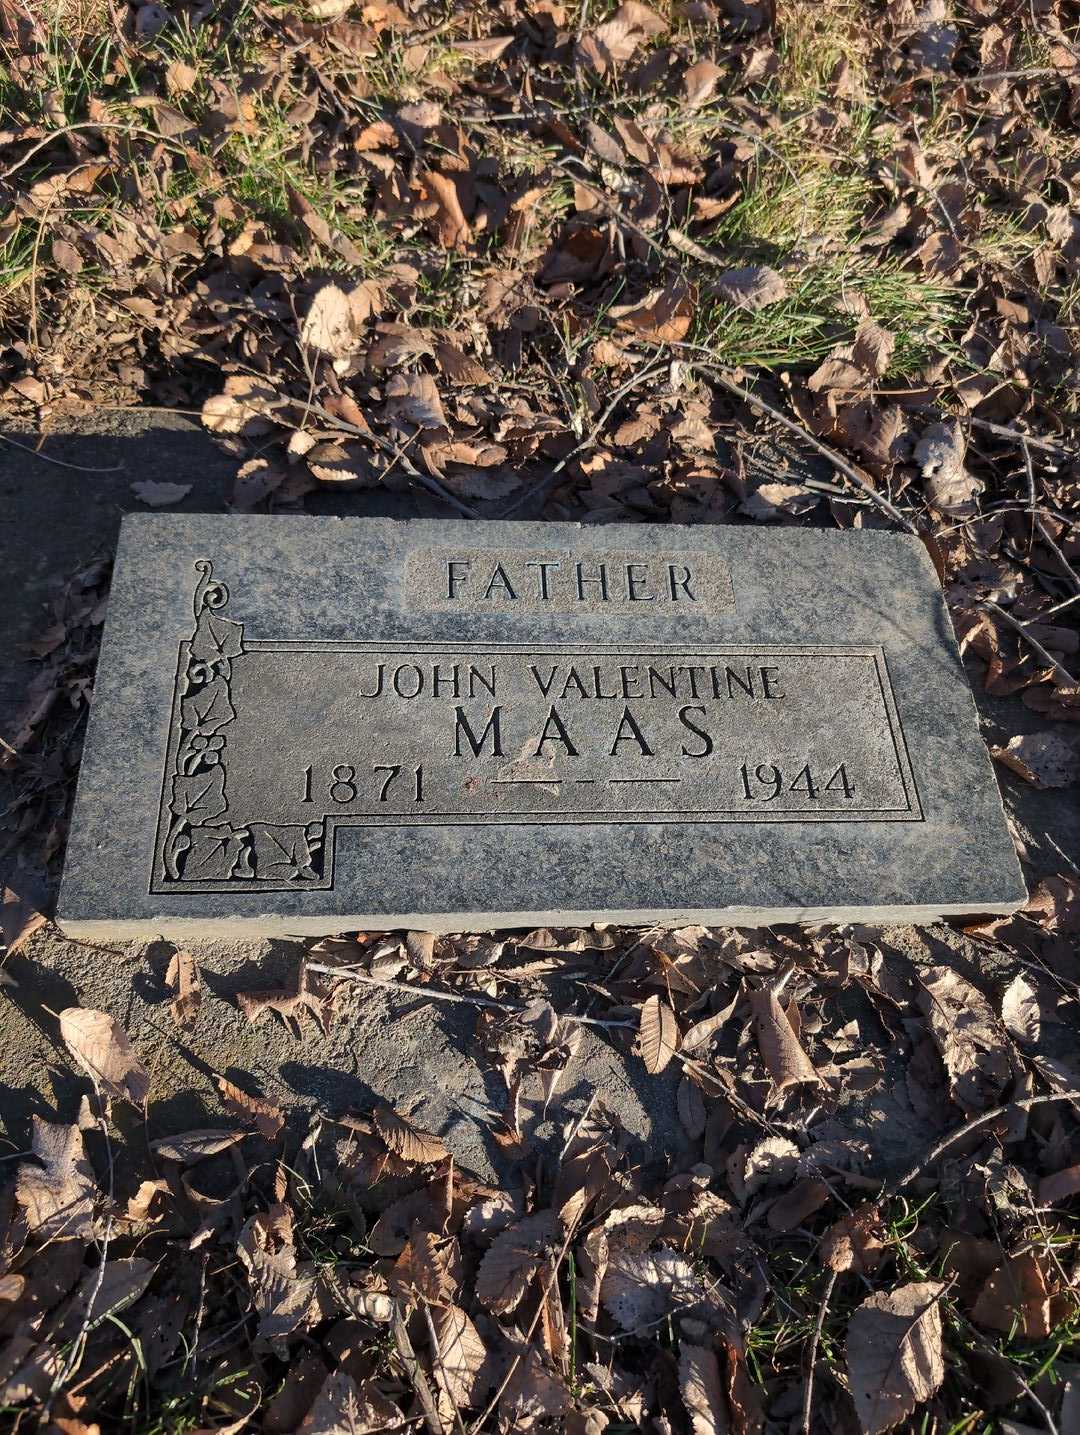 FATHER
JOHN VALENTINE
MAAS
1871 — - — 1944